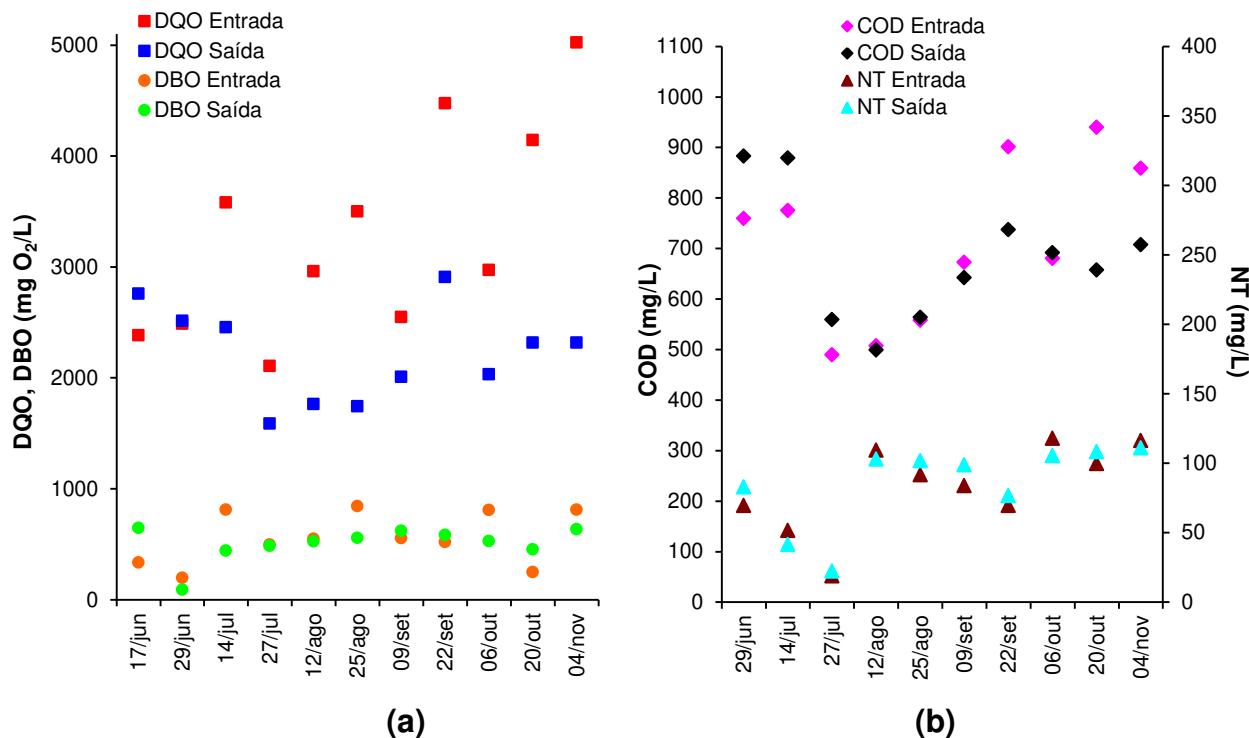 DQO Entrada
DQO Saída
DBO Entrada
DBO Saída
DQO, DBO (mg O₂/L)
5000
4000
3000
2000
1000
0
17/jun
29/jun
14/jul
27/jul
12/ago
25/ago
09/set
22/set
06/out
20/out
04/nov
(a)
COD Entrada
COD Saída
NT Entrada
NT Saída
COD (mg/L)
1100
1000
900
800
700
600
500
400
300
200
100
0
29/jun
14/jul
27/jul
12/ago
25/ago
09/set
22/set
06/out
20/out
04/nov
400
350
300
250
200
150
100
50
0
NT (mg/L)
(b)